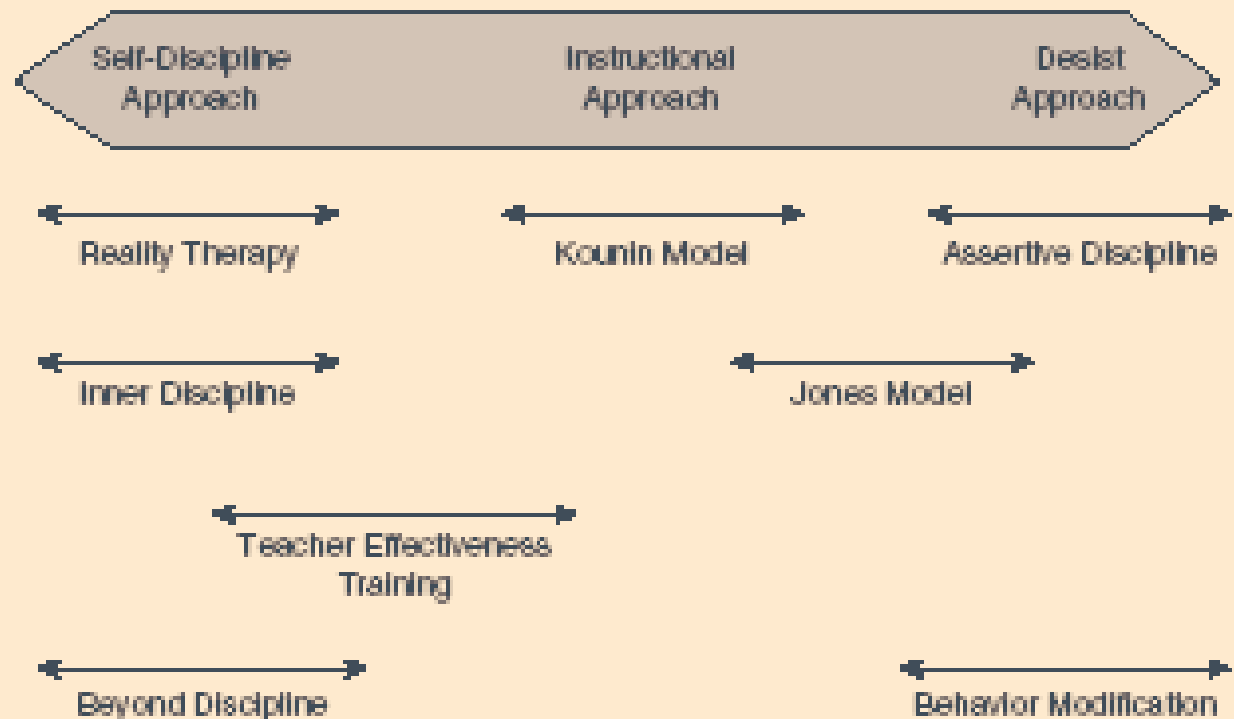 Self-Discipline
Approach
Instructional
Approach
Desist
Approach
Reality Therapy
Kounin Model
Assertive Discipline
Inner Discipline
Jones Model
Teacher Effectiveness
Training
Beyond Discipline
Behavior Modification